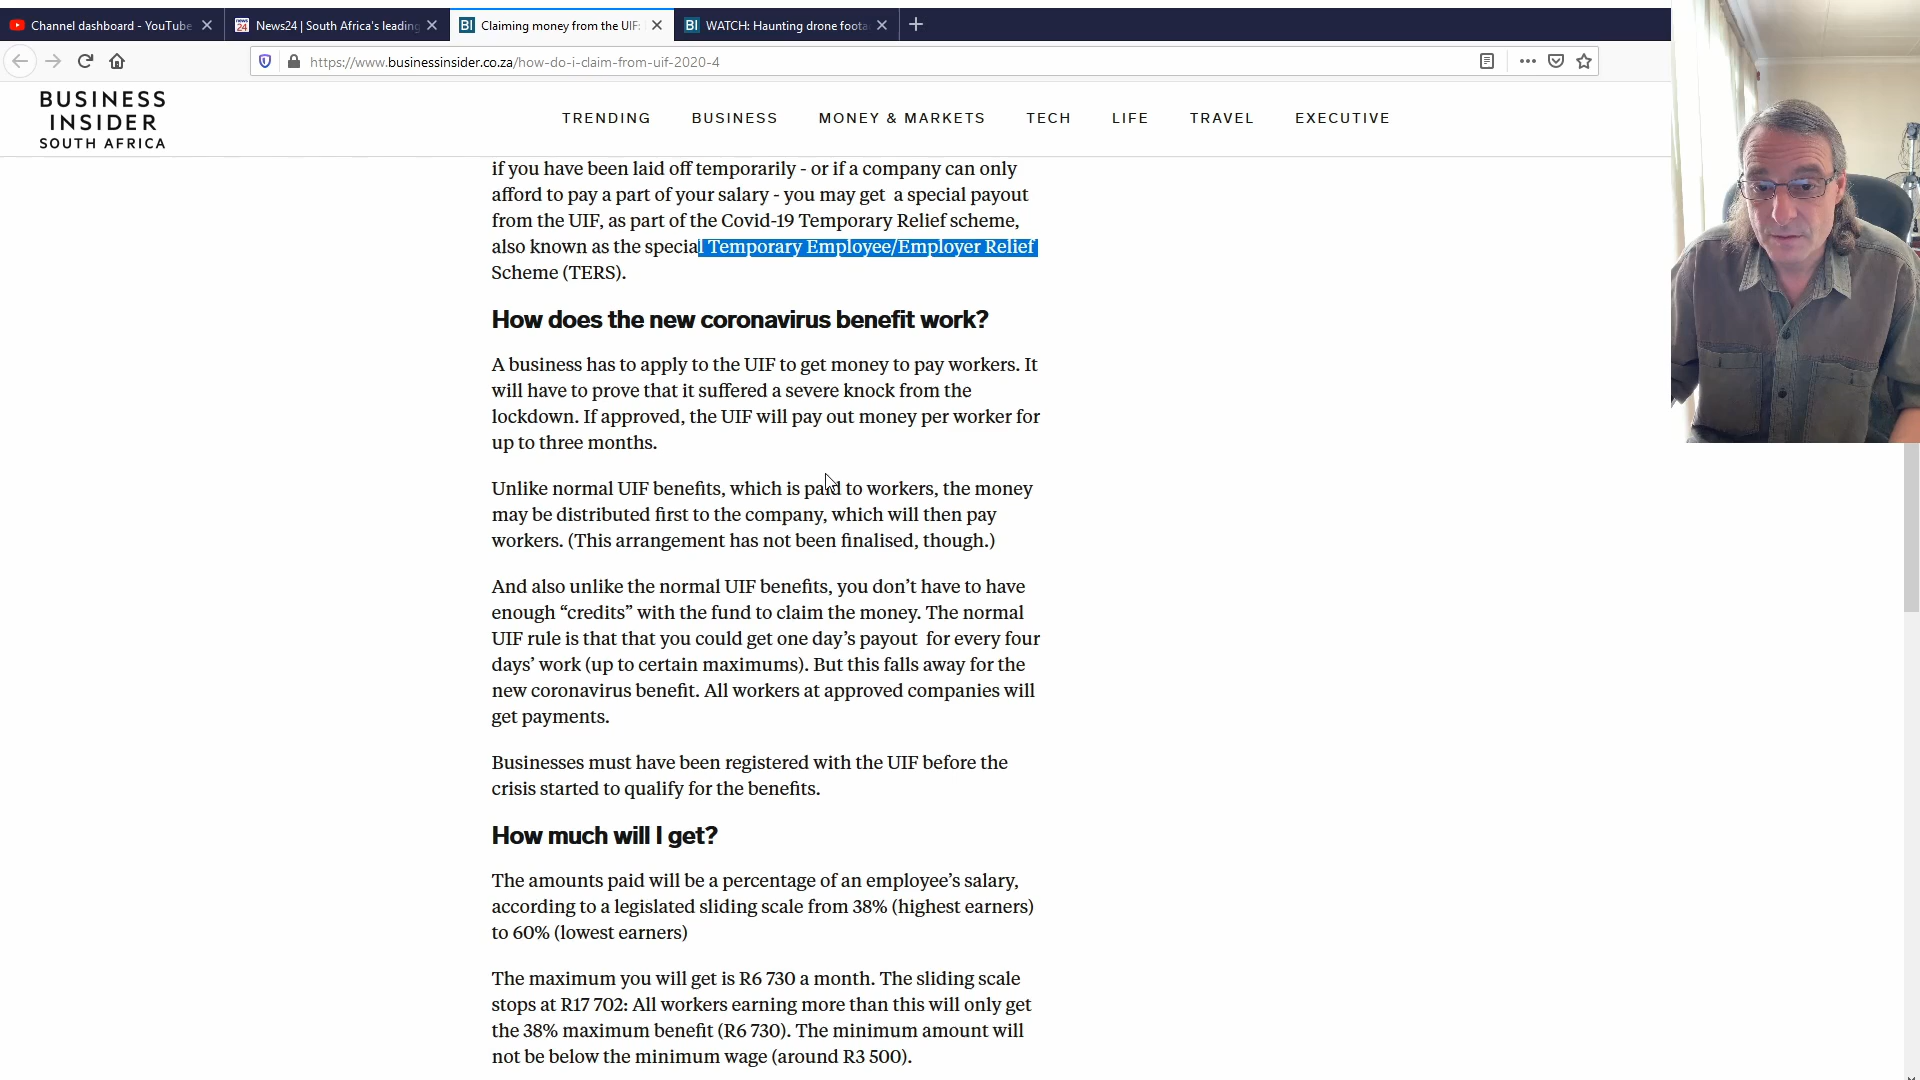 Channel dashboard - YouTube
News24 | South Africa's leading
Claiming money from the UIF:
WATCH: Haunting drone foota
https://www.businessinsider.co.za/how-do-i-claim-from-uif-2020-4
BUSINESS
INSIDER
SOUTH AFRICA
TRENDING BUSINESS MONEY & MARKETS TECH LIFE TRAVEL EXECUTIVE
if you have been laid off temporarily - or if a company can only
afford to pay a part of your salary - you may get a special payout
from the UIF, as part of the Covid-19 Temporary Relief scheme,
also known as the special Temporary Employee/Employer Relief
Scheme (TERS).
How does the new coronavirus benefit work?
A business has to apply to the UIF to get money to pay workers. It
will have to prove that it suffered a severe knock from the
lockdown. If approved, the UIF will pay out money per worker for
up to three months.
Unlike normal UIF benefits, which is paid to workers, the money
may be distributed first to the company, which will then pay
workers. (This arrangement has not been finalised, though.)
And also unlike the normal UIF benefits, you don’t have to have
enough “credits” with the fund to claim the money. The normal
UIF rule is that that you could get one day’s payout for every four
days’ work (up to certain maximums). But this falls away for the
new coronavirus benefit. All workers at approved companies will
get payments.
Businesses must have been registered with the UIF before the
crisis started to qualify for the benefits.
How much will I get?
The amounts paid will be a percentage of an employee’s salary,
according to a legislated sliding scale from 38% (highest earners)
to 60% (lowest earners)
The maximum you will get is R6 730 a month. The sliding scale
stops at R17 702: All workers earning more than this will only get
the 38% maximum benefit (R6 730). The minimum amount will
not be below the minimum wage (around R3 500).